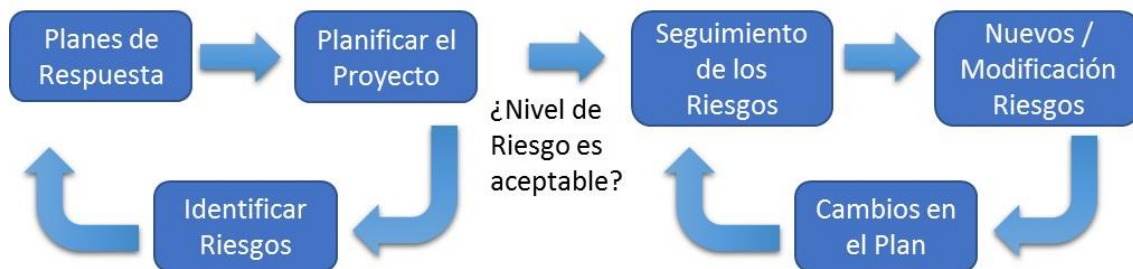 Planes de
Respuesta
Planificar el
Proyecto
¿Nivel de
Riesgo es
aceptable?
Identificar
Riesgos
Seguimiento
de los
Riesgos
Nuevos /
Modificación
Riesgos
Cambios en
el Plan